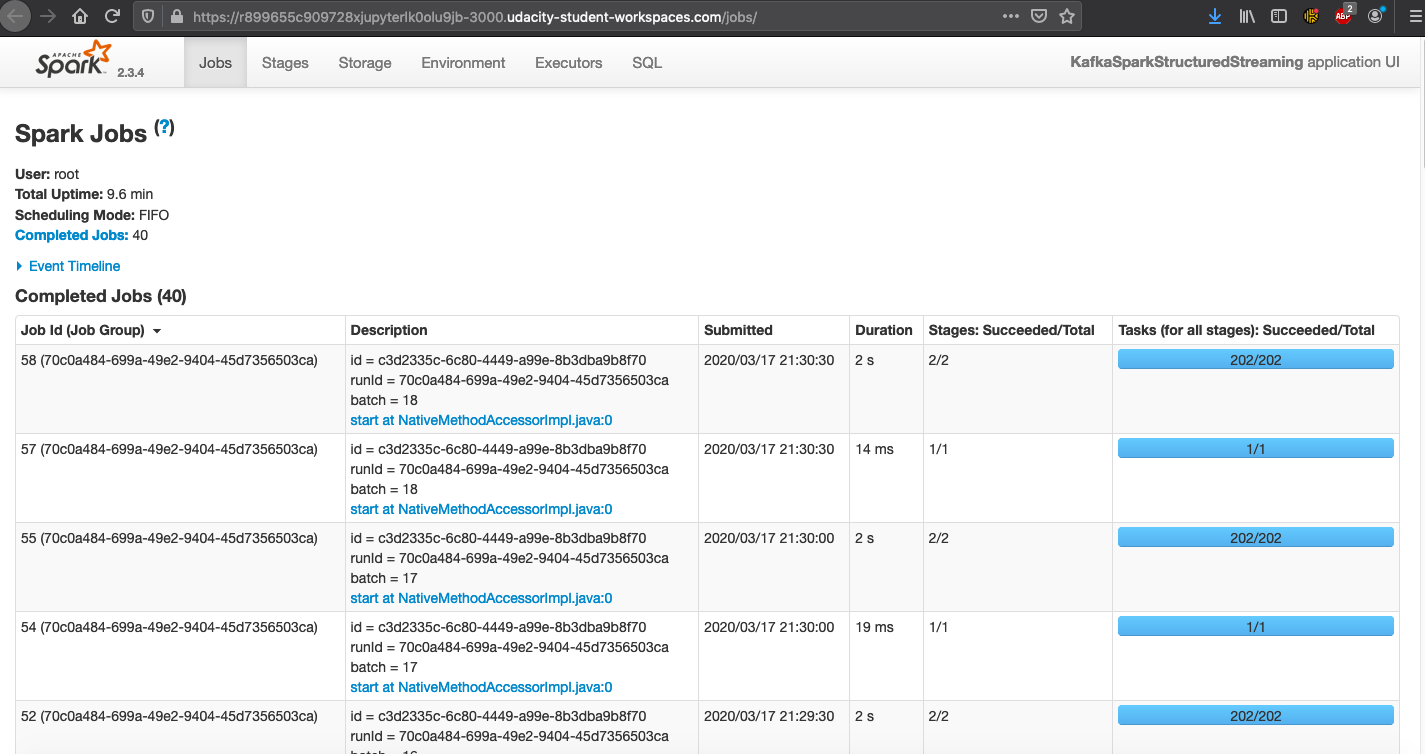 https://r899655c909728xjupyterlk0olu9jb-3000.udacity-student-workspaces.com/jobs/
ABP
2
APACHE
Spark 2.3.4
Jobs
Stages
Storage
Environment
Executors
SQL
KafkaSparkStructuredStreaming application UI
Spark Jobs (?)
User: root
Total Uptime: 9.6 min
Scheduling Mode: FIFO
Completed Jobs: 40
Event Timeline
Completed Jobs (40)
Job Id (Job Group) Description Submitted Duration Stages: Succeeded/Total Tasks (for all stages): Succeeded/Total
58 (70c0a484-699a-49e2-9404-45d7356503ca) id = c3d2335c-6c80-4449-a99e-8b3dba9b8f70 2020/03/17 21:30:30 2 s 2/2 202/202
runId = 70c0a484-699a-49e2-9404-45d7356503ca
batch = 18
start at NativeMethodAccessorImpl.java:0
57 (70c0a484-699a-49e2-9404-45d7356503ca) id = c3d2335c-6c80-4449-a99e-8b3dba9b8f70 2020/03/17 21:30:30 14 ms 1/1 1/1
runId = 70c0a484-699a-49e2-9404-45d7356503ca
batch = 18
start at NativeMethodAccessorImpl.java:0
55 (70c0a484-699a-49e2-9404-45d7356503ca) id = c3d2335c-6c80-4449-a99e-8b3dba9b8f70 2020/03/17 21:30:00 2 s 2/2 202/202
runId = 70c0a484-699a-49e2-9404-45d7356503ca
batch = 17
start at NativeMethodAccessorImpl.java:0
54 (70c0a484-699a-49e2-9404-45d7356503ca) id = c3d2335c-6c80-4449-a99e-8b3dba9b8f70 2020/03/17 21:30:00 19 ms 1/1 1/1
runId = 70c0a484-699a-49e2-9404-45d7356503ca
batch = 17
start at NativeMethodAccessorImpl.java:0
52 (70c0a484-699a-49e2-9404-45d7356503ca) id = c3d2335c-6c80-4449-a99e-8b3dba9b8f70 2020/03/17 21:29:30 2 s 2/2 202/202
runId = 70c0a484-699a-49e2-9404-45d7356503ca